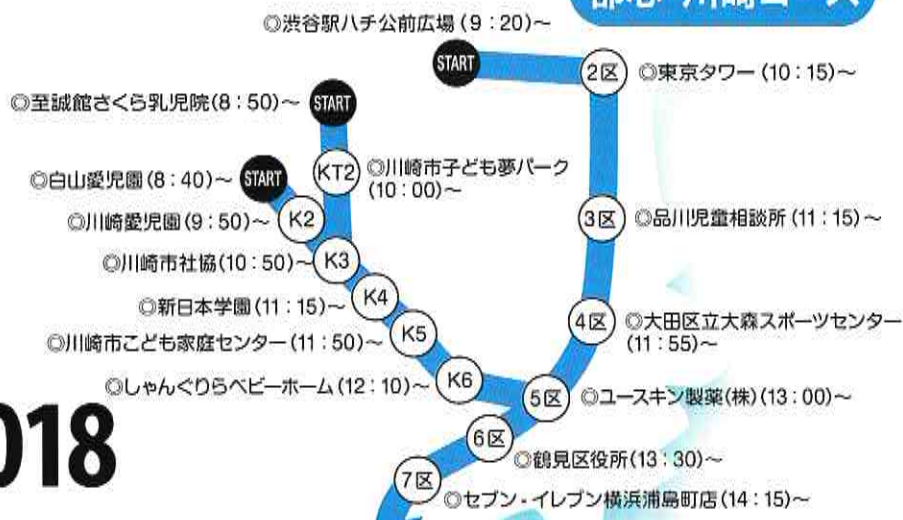 ◎渋谷駅ハチ公前広場(9:20)～
START
2区
◎東京タワー(10:15)～
◎至誠館さくら乳児院(8:50)～
START
KT2
◎川崎市子ども夢パーク
(10:00)～
◎白山愛児園(8:40)～
START
◎川崎愛児園(9:50)～
K2
3区
◎品川児童相談所(11:15)～
◎川崎市社協(10:50)～
K3
◎新日本学園(11:15)～
K4
4区
◎大田区立大森スポーツセンター
(11:55)～
◎川崎市こども家庭センター(11:50)～
K5
◎しゃんぐりらベビーホーム(12:10)～
K6
5区
◎ユースキン製薬(株)(13:00)～
018
6区
◎鶴見区役所(13:30)～
7区
◎セブン-イレブン横浜浦島町店(14:15)～